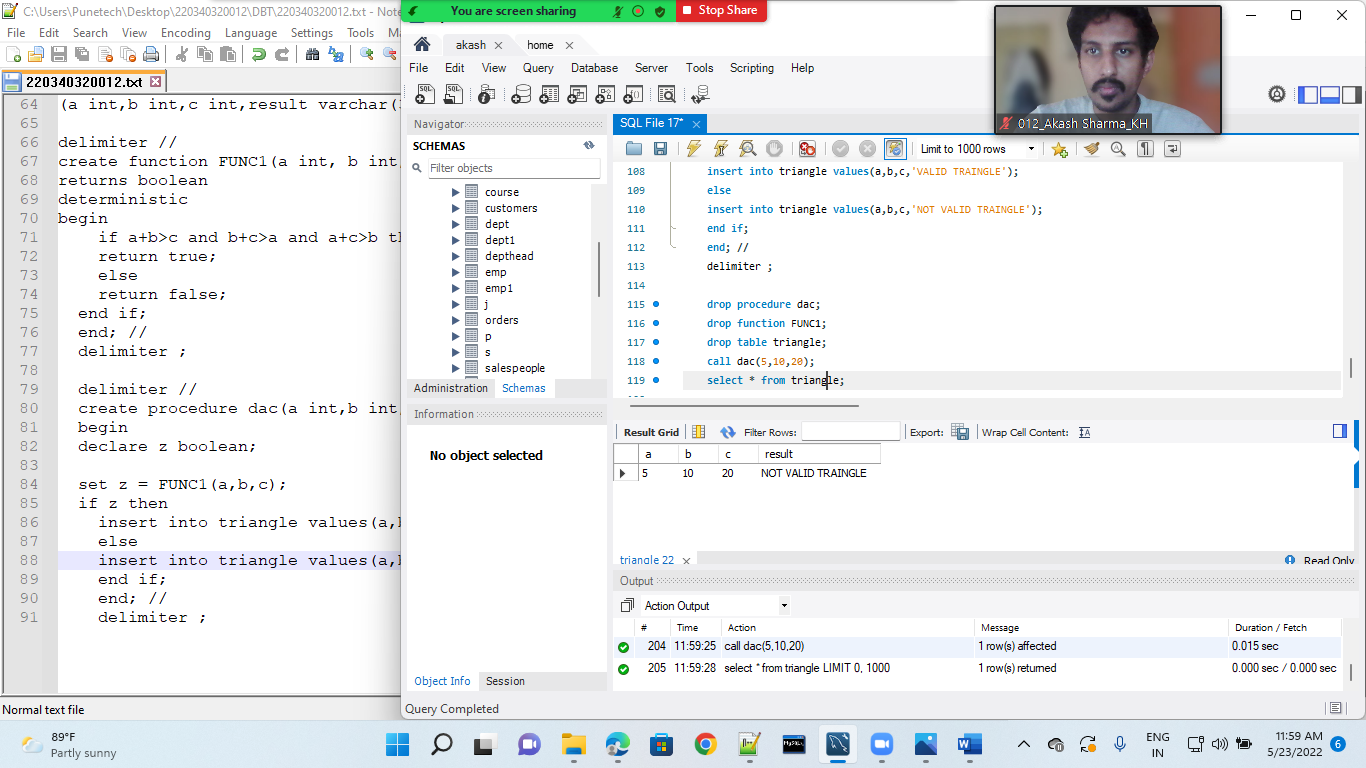 C:\Users\Punetech\Desktop\220340320012\DBT\220340320012.txt - Note
File Edit Search View Encoding Language Settings Tools Ma
220340320012.txt
64 (a int,b int,c int,result varchar(
65
66 delimiter //
67 create function FUNC1(a int, b int,
68 returns boolean
69 deterministic
70 begin
71 if a+b>c and b+c>a and a+c>b th
72 return true;
73 else
74 return false;
75 end if;
76 end; //
77 delimiter ;
78
79 delimiter //
80 create procedure dac(a int,b int,
81 begin
82 declare z boolean;
83
84 set z = FUNC1(a,b,c);
85 if z then
86 insert into triangle values(a,b
87 else
88 insert into triangle values(a,b
89 end if;
90 end; //
91 delimiter ;
Normal text file
You are screen sharing Stop Share
akash home
File Edit View Query Database Server Tools Scripting Help
012_Akash Sharma_KH
Navigator
SCHEMAS
Filter objects
course
customers
dept
dept1
depthead
emp
emp1
j
orders
p
s
salespeople
Administration Schemas
Information
No object selected
Object Info Session
Query Completed
SQL File 17*
Limit to 1000 rows
108 insert into triangle values(a,b,c,'VALID TRAINGLE');
109 else
110 insert into triangle values(a,b,c,'NOT VALID TRAINGLE');
111 end if;
112 end; //
113 delimiter ;
114
115 drop procedure dac;
116 drop function FUNC1;
117 drop table triangle;
118 call dac(5,10,20);
119 select * from triangle;
Result Grid Filter Rows: Export: Wrap Cell Content:
a b c result
5 10 20 NOT VALID TRAINGLE
triangle 22 Read Only
Output
Action Output
# Time Action Message Duration / Fetch
204 11:59:25 call dac(5,10,20) 1 row(s) affected 0.015 sec
205 11:59:28 select * from triangle LIMIT 0, 1000 1 row(s) returned 0.000 sec / 0.000 sec
89°F
Partly sunny
ENG
IN
11:59 AM
5/23/2022
6